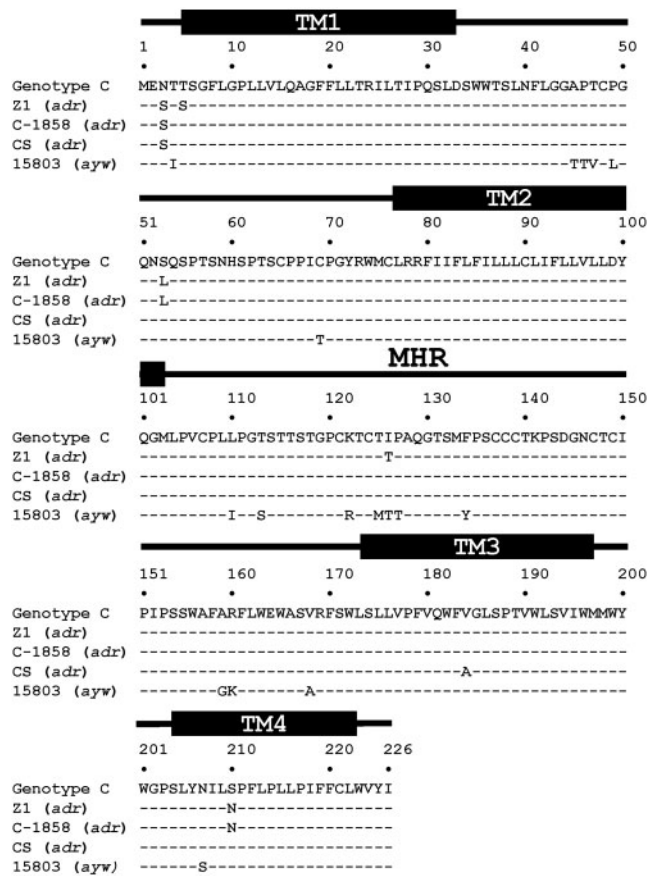 TM1
1 10 20 30 40 50
Genotype C MENTTSGFLGPLLVLQAGFFLLTRILTIPQSLDSWWTSLNFLGGAPTCPG
Z1 (adr) --S-S---------------------------------------------
C-1858 (adr) --S-----------------------------------------------
CS (adr) --S-----------------------------------------------
15803 (ayw) ---I----------------------------------------TTV-L-
TM2
51 60 70 80 90 100
Genotype C QNSQSPTSNHSPTSCPPICPGYRWMCLRRFIIFLFILLLCLIFLLVLLDY
Z1 (adr) --L-----------------------------------------------
C-1858 (adr) --L-----------------------------------------------
CS (adr) --------------------------------------------------
15803 (ayw) ------------------T-------------------------------
MHR
101 110 120 130 140 150
Genotype C QGMLPVCPLLPGTSTTSTGPCKTCTIPAQGTSMFPSCCCTKPSDGNCTCI
Z1 (adr) -------------------------T------------------------
C-1858 (adr) --------------------------------------------------
CS (adr) --------------------------------------------------
15803 (ayw) ---------I--S--------R--MTT------Y----------------
TM3
151 160 170 180 190 200
Genotype C PIPSSWAFARFLWEWASVRFSWLSLLVPFVQWFVGLSPTVWLSVIWMMWY
Z1 (adr) --------------------------------------------------
C-1858 (adr) --------------------------------------------------
CS (adr) ---------------------------------A----------------
15803 (ayw) --------GK-------A--------------------------------
TM4
201 210 220 226
Genotype C WGPSLYNILSPFLPLLPIFFCLWVYI
Z1 (adr) ---------N----------------
C-1858 (adr) ---------N----------------
CS (adr) --------------------------
15803 (ayw) ------S-------------------